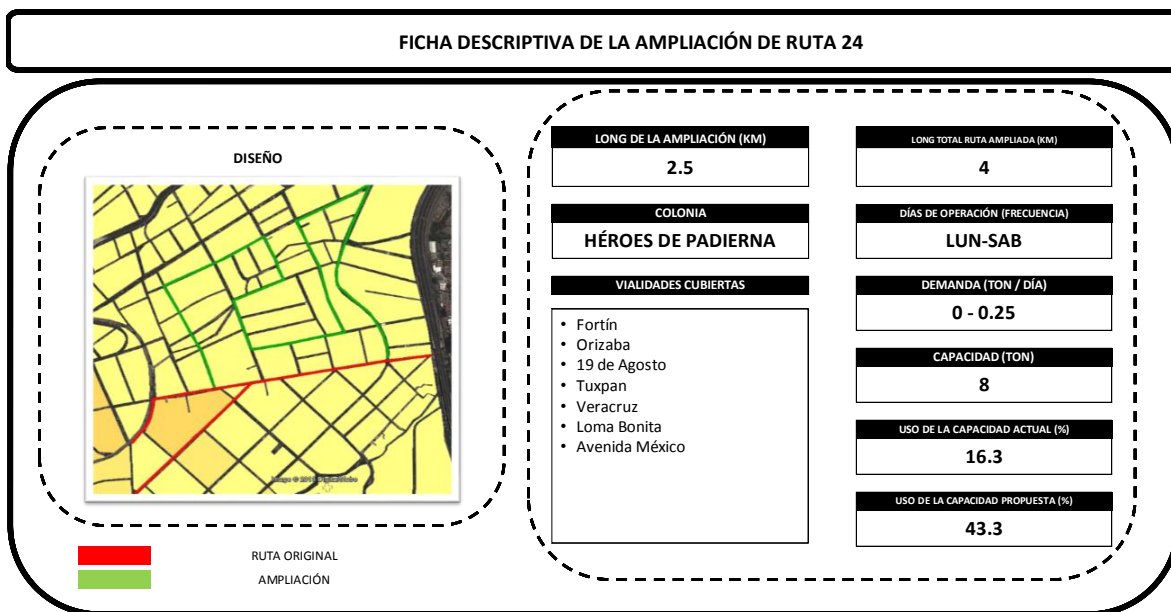 FICHA DESCRIPTIVA DE LA AMPLIACIÓN DE RUTA 24
DISEÑO
RUTA ORIGINAL
AMPLIACIÓN
LONG DE LA AMPLIACIÓN (KM)
2.5
COLONIA
HÉROES DE PADIERNA
VIALIDADES CUBIERTAS
• Fortín
• Orizaba
• 19 de Agosto
• Tuxpan
• Veracruz
• Loma Bonita
• Avenida México
LONG TOTAL RUTA AMPLIADA (KM)
4
DÍAS DE OPERACIÓN (FRECUENCIA)
LUN-SAB
DEMANDA (TON / DÍA)
0 - 0.25
CAPACIDAD (TON)
8
USO DE LA CAPACIDAD ACTUAL (%)
16.3
USO DE LA CAPACIDAD PROPUESTA (%)
43.3